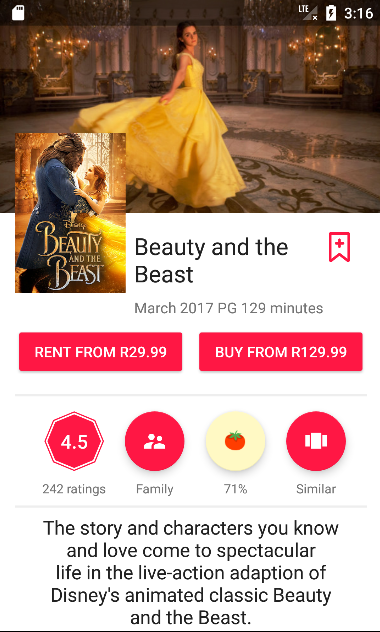 LTE 3:16
Disney
BEAUTY
AND THE
BEAST
Beauty and the
Beast
March 2017 PG 129 minutes
RENT FROM R29.99
BUY FROM R129.99
4.5
242 ratings
Family
71%
Similar
The story and characters you know
and love come to spectacular
life in the live-action adaption of
Disney's animated classic Beauty
and the Beast.